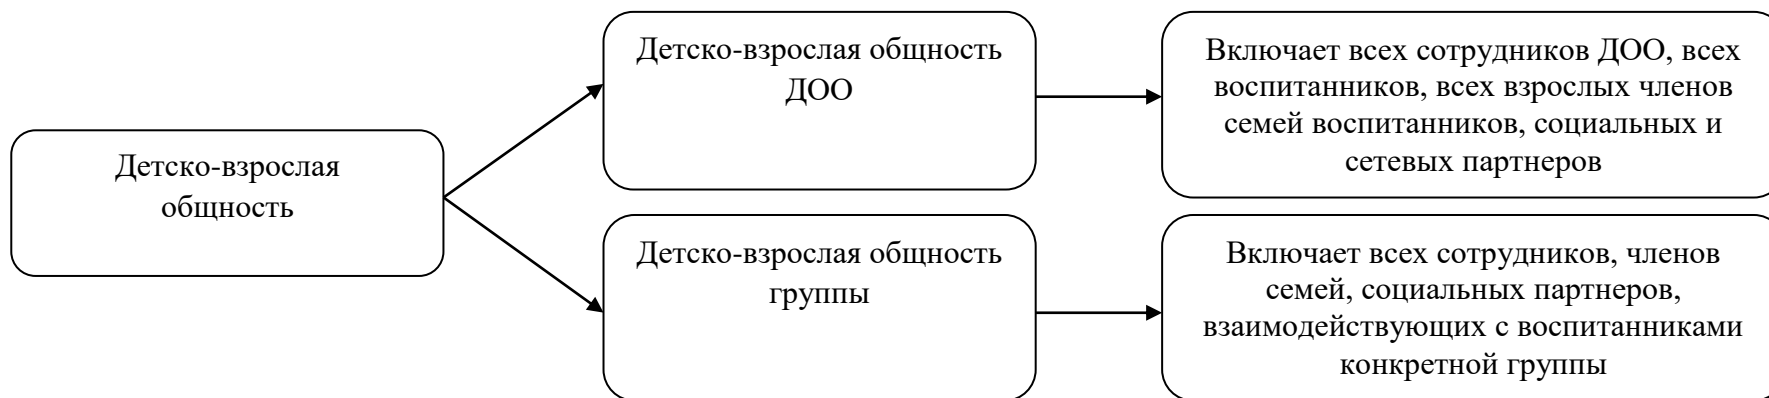 Детско-взрослая
общность
Детско-взрослая общность
ДОО
Включает всех сотрудников ДОО, всех
воспитанников, всех взрослых членов
семей воспитанников, социальных и
сетевых партнеров
Детско-взрослая общность
группы
Включает всех сотрудников, членов
семей, социальных партнеров,
взаимодействующих с воспитанниками
конкретной группы